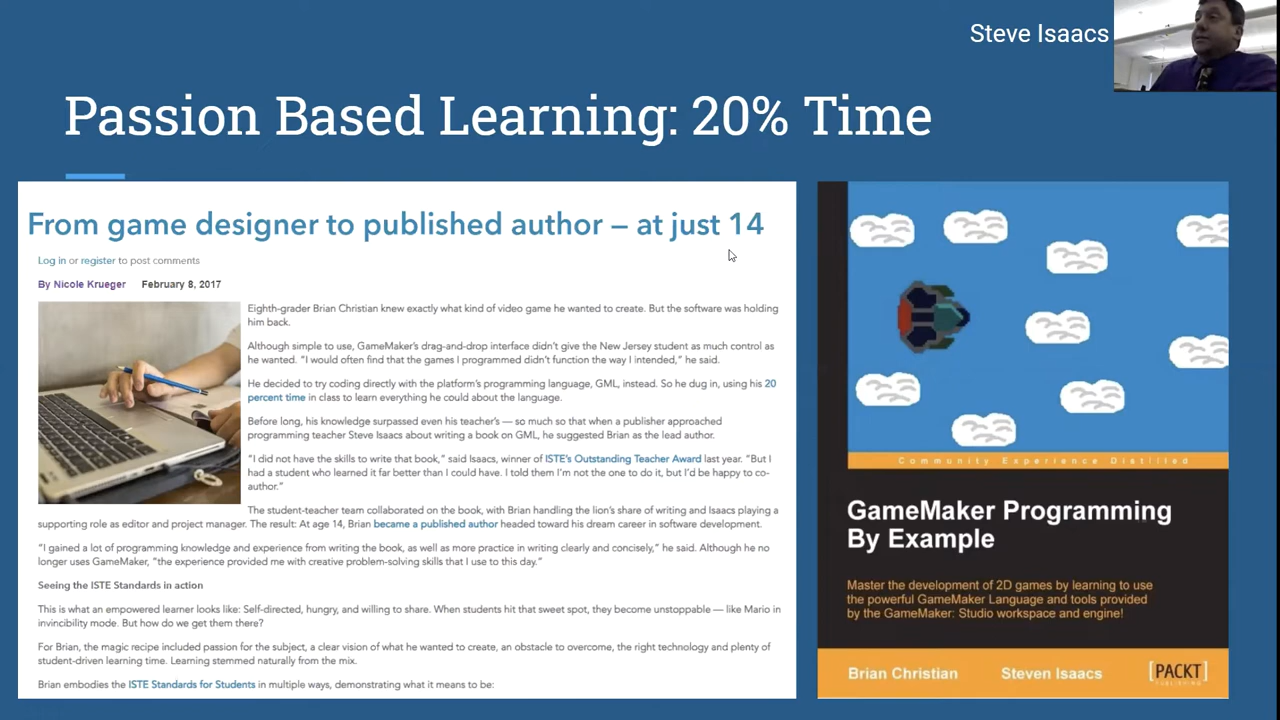 Steve Isaacs
Passion Based Learning: 20% Time
From game designer to published author – at just 14
Log in or register to post comments
By Nicole Krueger February 8, 2017
Eighth-grader Brian Christian knew exactly what kind of video game he wanted to create. But the software was holding
him back.
Although simple to use, GameMaker's drag-and-drop interface didn't give the New Jersey student as much control as
he wanted. "I would often find that the games I programmed didn't function the way I intended," he said.
He decided to try coding directly with the platform's programming language, GML, instead. So he dug in, using his 20
percent time in class to learn everything he could about the language.
Before long, his knowledge surpassed even his teacher's — so much so that when a publisher approached
programming teacher Steve Isaacs about writing a book on GML, he suggested Brian as the lead author.
"I did not have the skills to write that book," said Isaacs, winner of ISTE's Outstanding Teacher Award last year. "But I
had a student who learned it far better than I could have. I told them I'm not the one to do it, but I'd be happy to co-
author."
The student-teacher team collaborated on the book, with Brian handling the lion's share of writing and Isaacs playing a
supporting role as editor and project manager. The result: At age 14, Brian became a published author headed toward his dream career in software development.
"I gained a lot of programming knowledge and experience from writing the book, as well as more practice in writing clearly and concisely," he said. Although he no
longer uses GameMaker, "the experience provided me with creative problem-solving skills that I use to this day."
Seeing the ISTE Standards in action
This is what an empowered learner looks like: Self-directed, hungry, and willing to share. When students hit that sweet spot, they become unstoppable — like Mario in
invincibility mode. But how do we get them there?
For Brian, the magic recipe included passion for the subject, a clear vision of what he wanted to create, an obstacle to overcome, the right technology and plenty of
student-driven learning time. Learning stemmed naturally from the mix.
Brian embodies the ISTE Standards for Students in multiple ways, demonstrating what it means to be:
Community Experience Distilled
GameMaker Programming
By Example
Master the development of 2D games by learning to use
the powerful GameMaker Language and tools provided
by the GameMaker: Studio workspace and engine!
Brian Christian Steven Isaacs [PACKT]
PUBLISHING